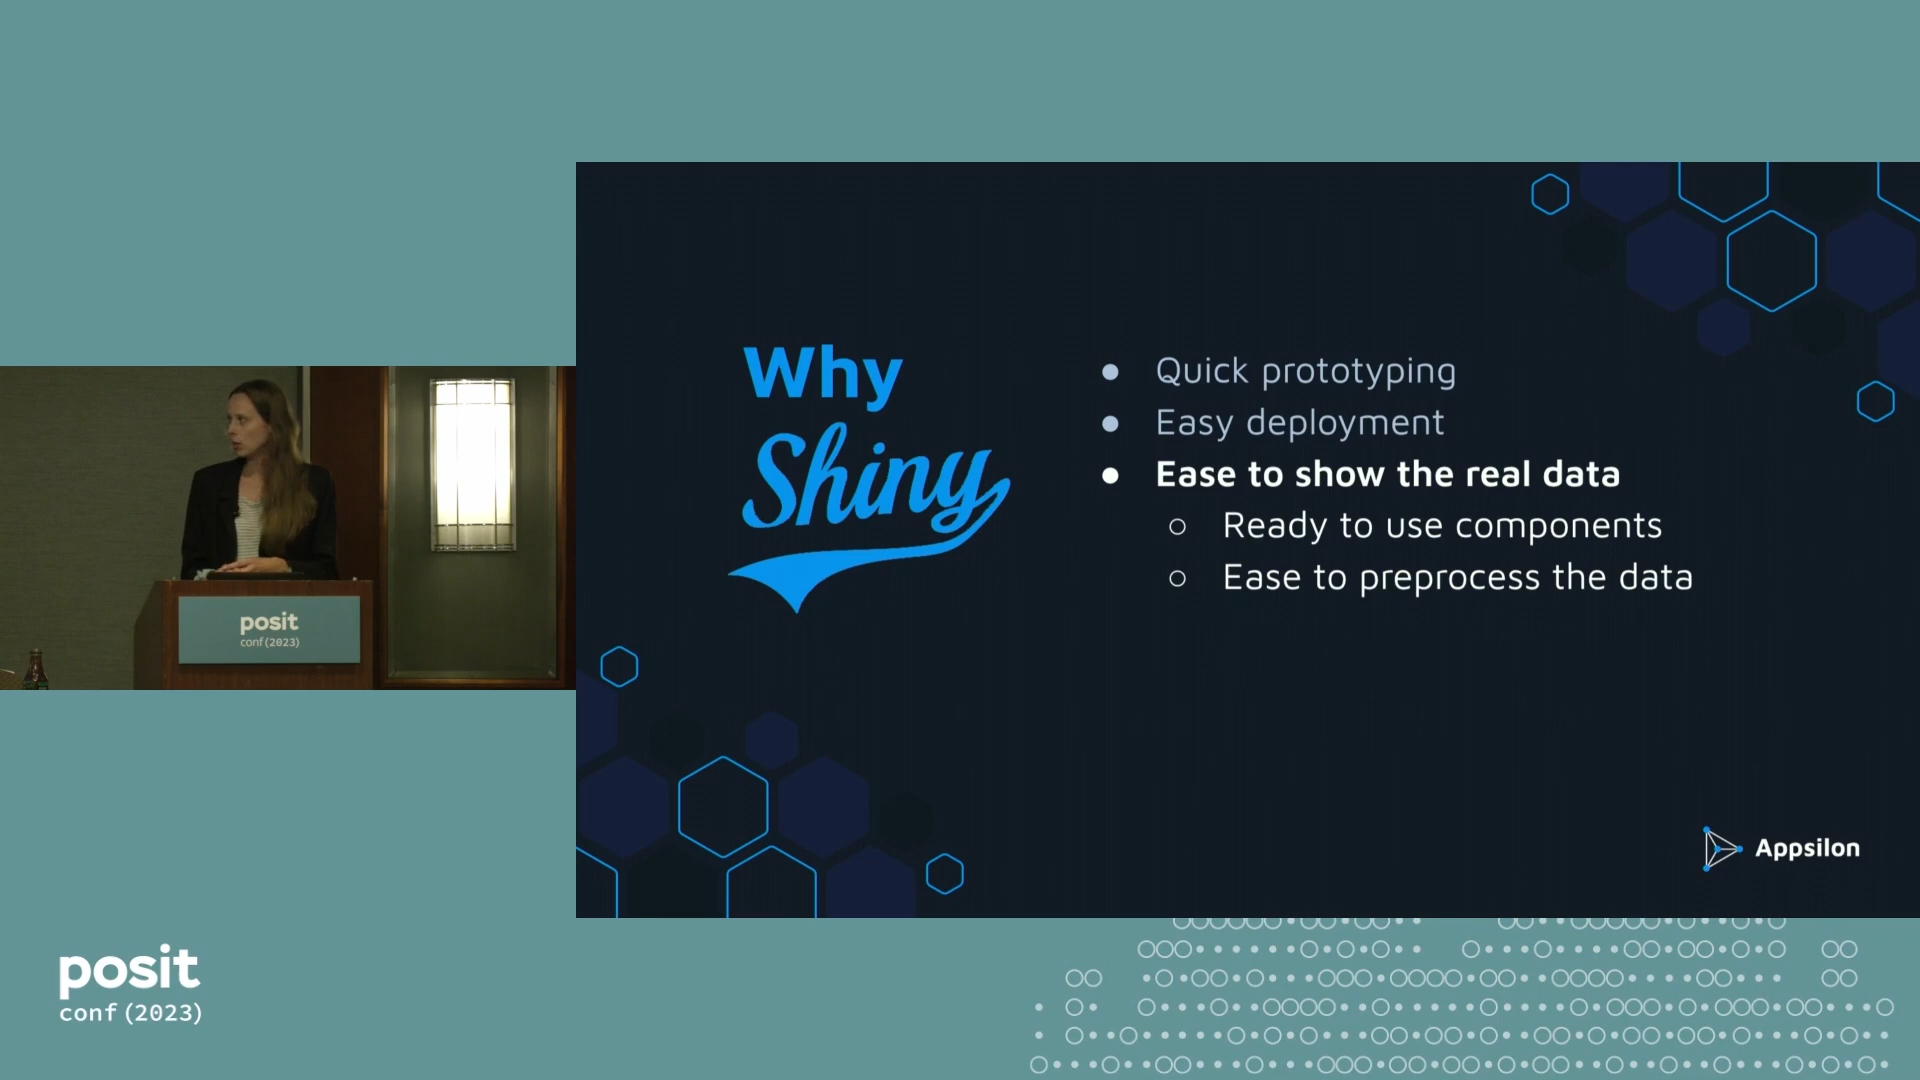 Why
Shiny
● Quick prototyping
● Easy deployment
● Ease to show the real data
○ Ready to use components
○ Ease to preprocess the data
Appsilon
posit
conf(2023)
posit
conf(2023)